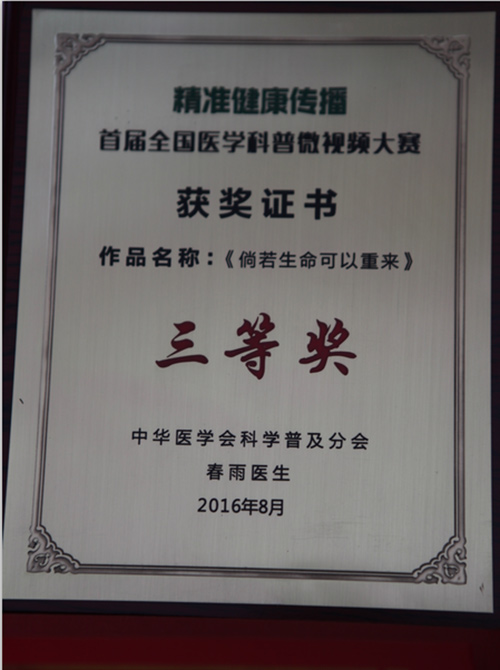 精准健康传播
首届全国医学科普微视频大赛
获奖证书
作品名称：《倘若生命可以重来》
三等奖
中华医学会科学普及分会
春雨医生
2016年8月